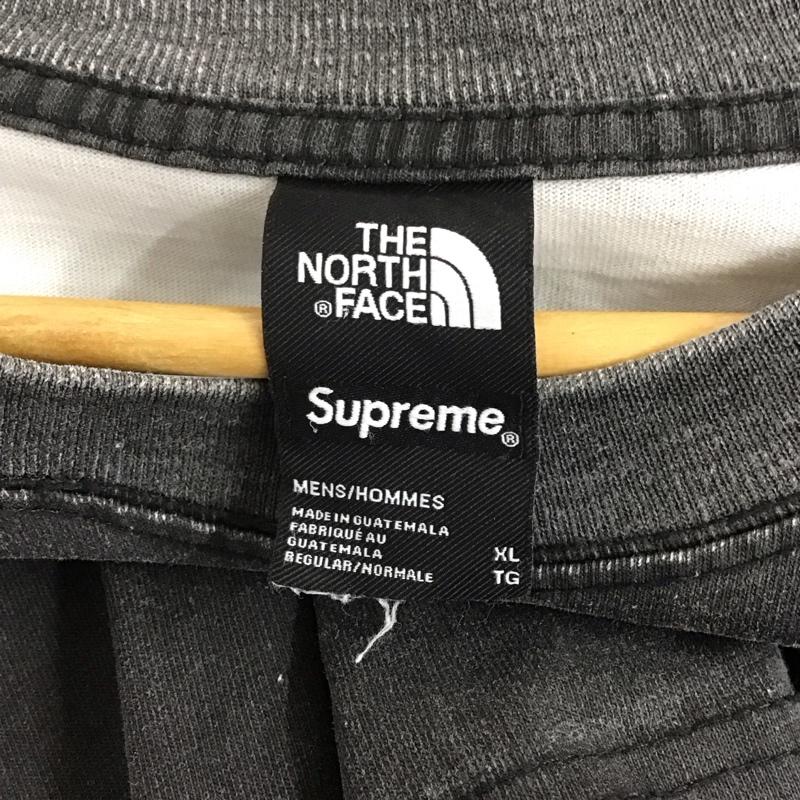 THE
NORTH
®FACE
Supreme®
MENS/HOMMES
MADE IN GUATEMALA
FABRIQUÉ AU
GUATEMALA XL
REGULAR/NORMALE TG